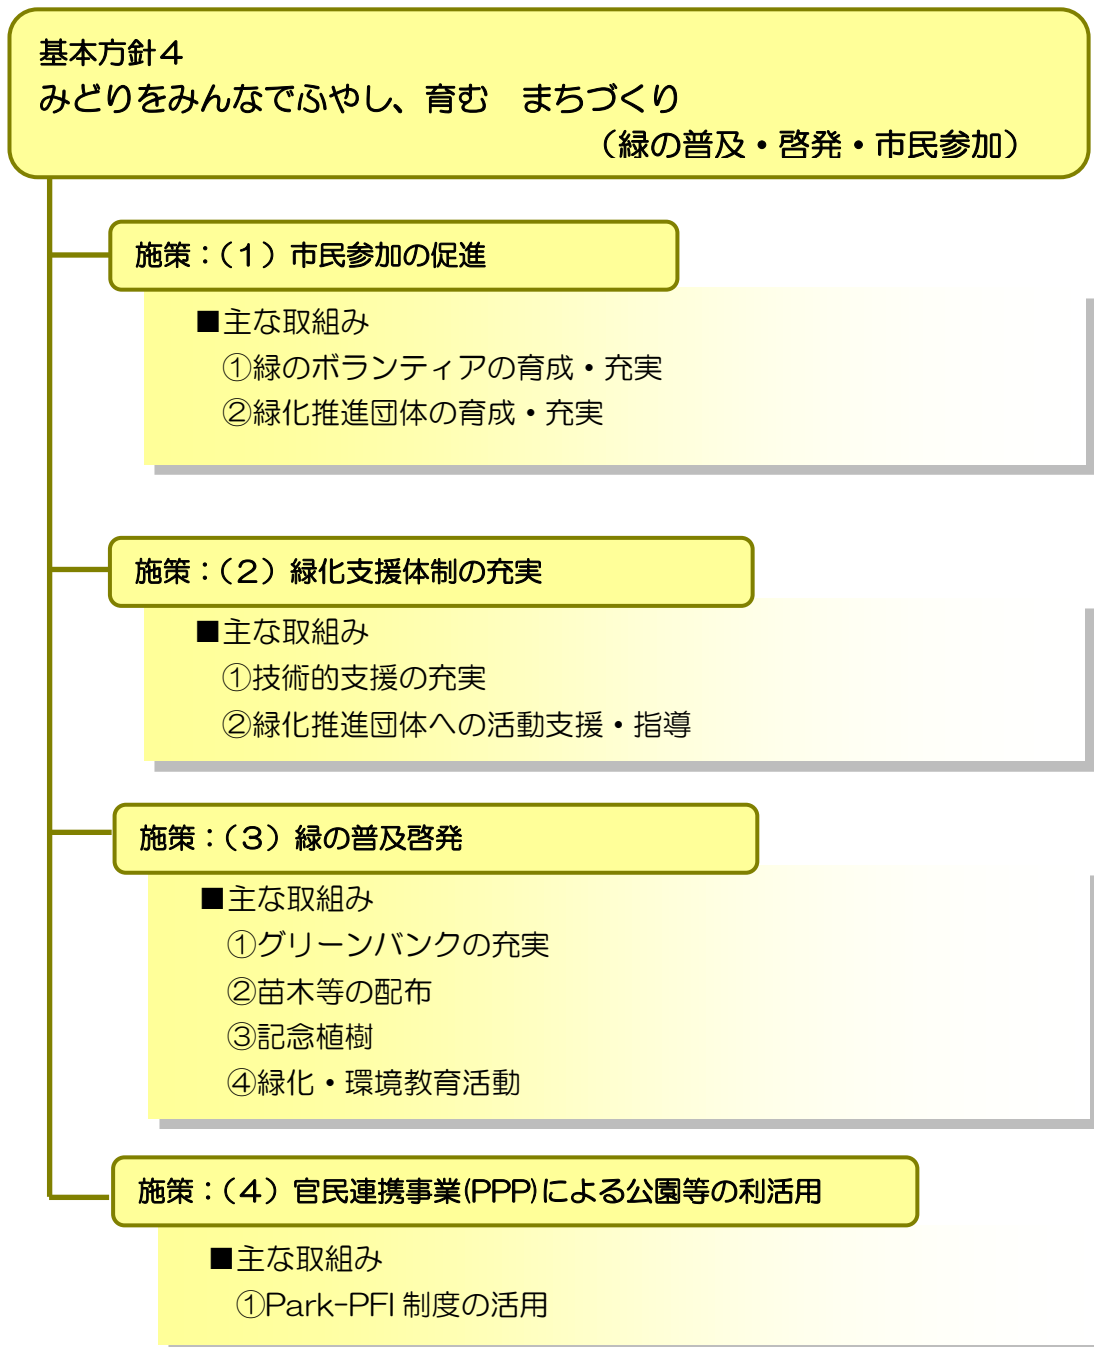 基本方針４
みどりをみんなでふやし、育む　まちづくり
（緑の普及・啓発・市民参加）
施策：（１）市民参加の促進
■主な取組み
①緑のボランティアの育成・充実
②緑化推進団体の育成・充実
施策：（２）緑化支援体制の充実
■主な取組み
①技術的支援の充実
②緑化推進団体への活動支援・指導
施策：（３）緑の普及啓発
■主な取組み
①グリーンバンクの充実
②苗木等の配布
③記念植樹
④緑化・環境教育活動
施策：（４）官民連携事業(PPP)による公園等の利活用
■主な取組み
①Park-PFI 制度の活用